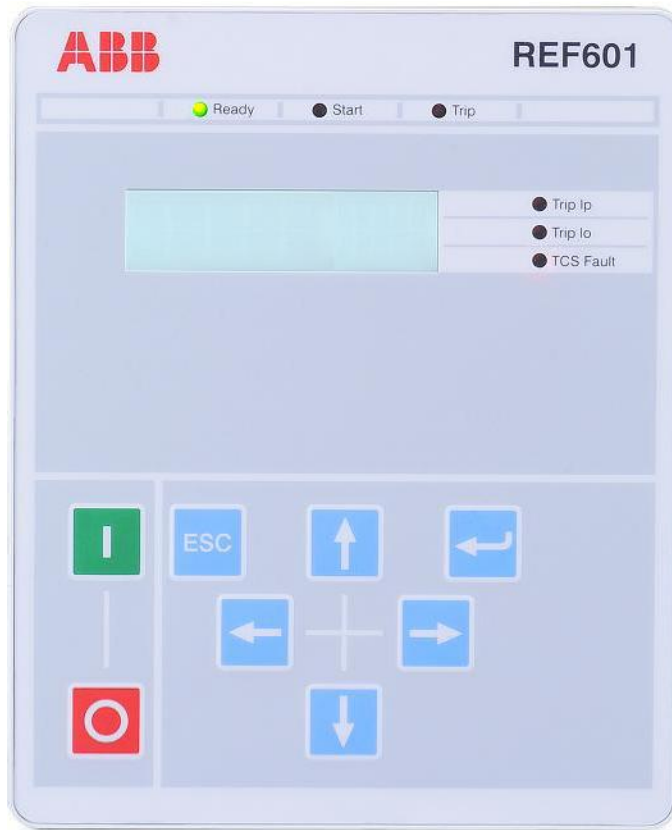 ABB
REF601
Ready
Start
Trip
Trip Ip
Trip Io
TCS Fault
I
ESC
O